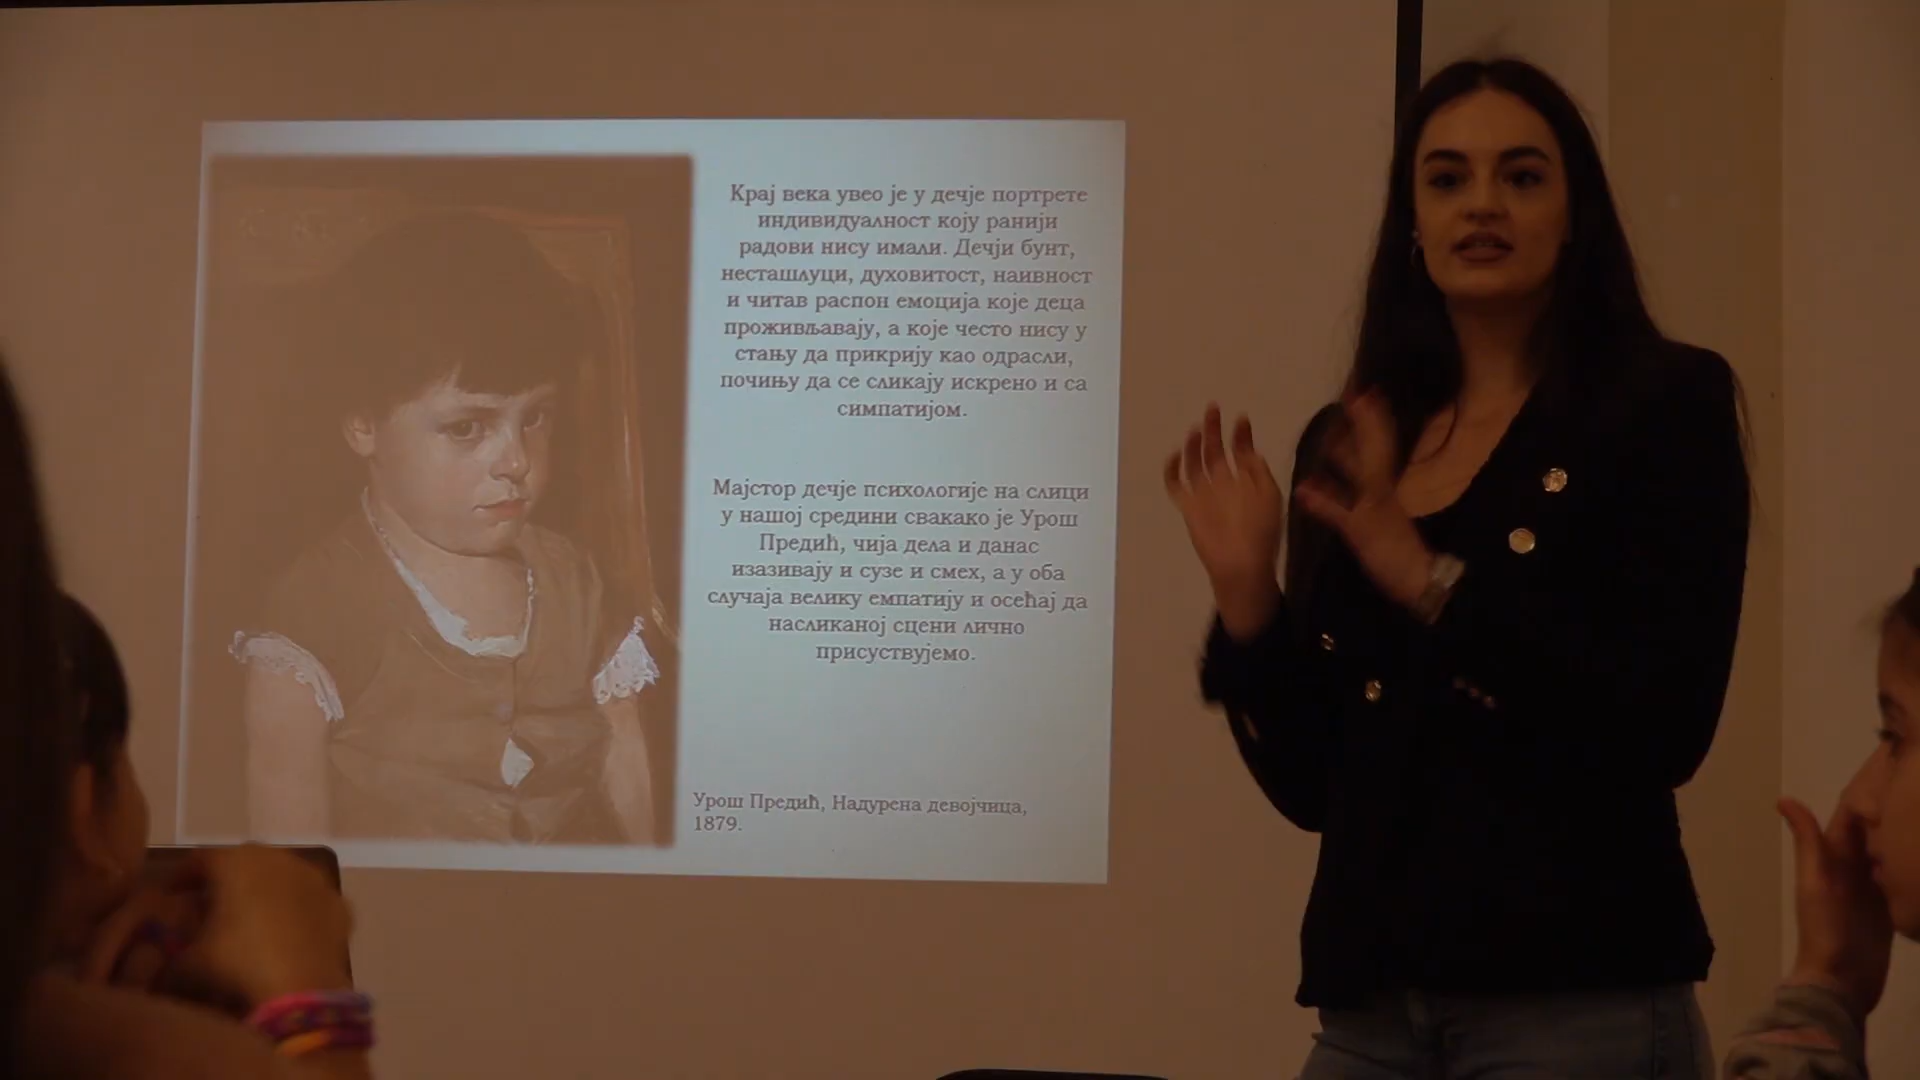 Крај века увео је у дечје портрете
индивидуалност коју ранији
радови нису имали. Дечји бунт,
несташлуци, духовитост, наивност
и читав распон емоција које деца
проживљавају, а које често нису у
стању да прикрију као одрасли,
почињу да се сликају искрено и са
симпатијом.
Мајстор дечје психологије на слици
у нашој средини свакако је Урош
Предић, чија дела и данас
изазивају и сузе и смех, а у оба
случаја велику емпатију и осећај да
насликаној сцени лично
присуствујемо.
Урош Предић, Надурена девојчица,
1879.